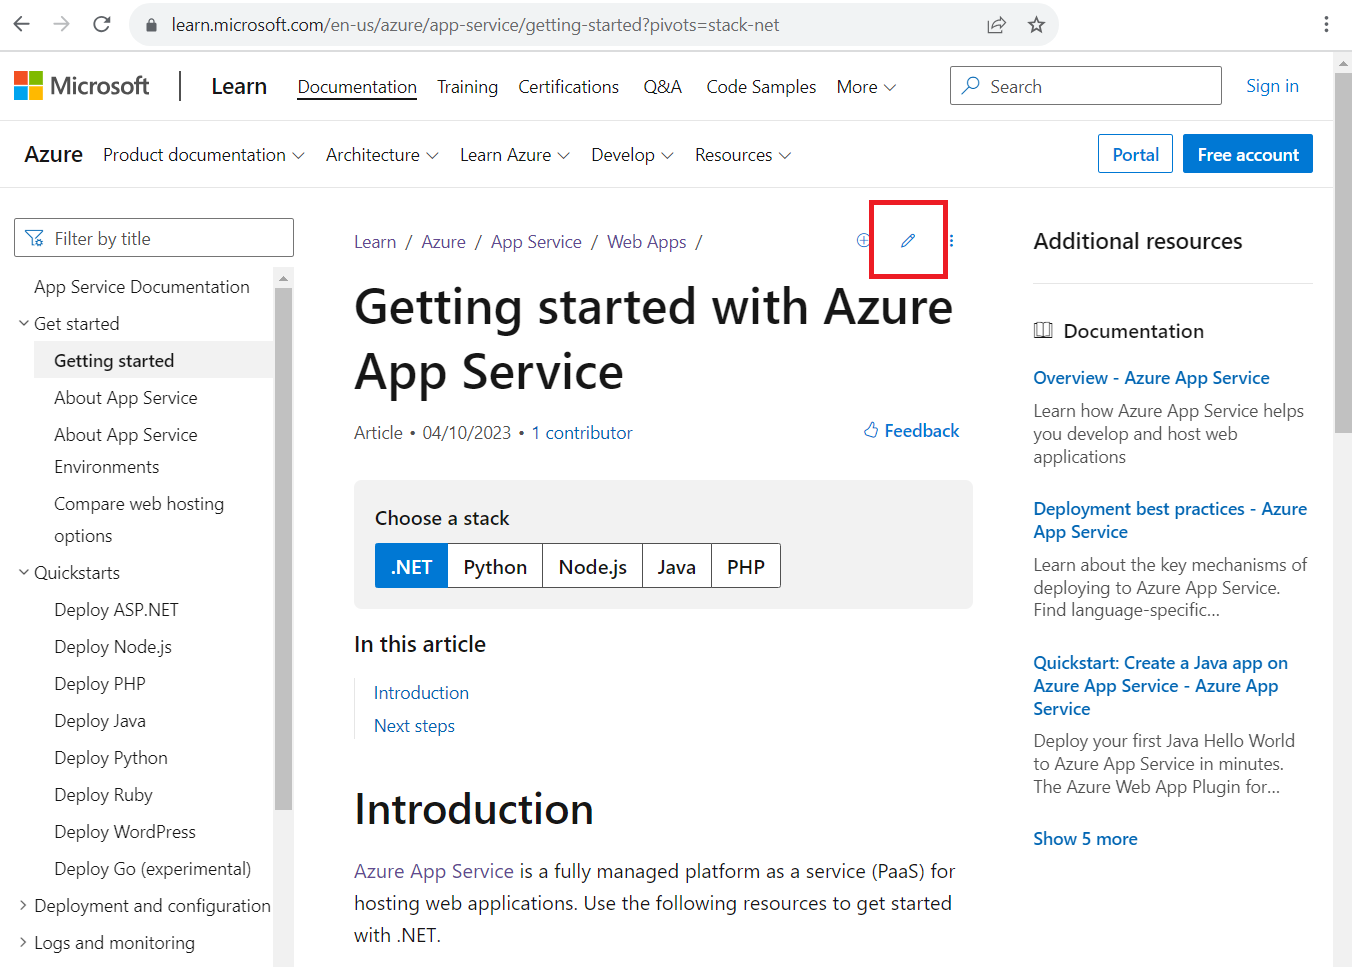 learn.microsoft.com/en-us/azure/app-service/getting-started?pivots=stack-net
Microsoft Learn Documentation Training Certifications Q&A Code Samples More Search Sign in
Azure Product documentation Architecture Learn Azure Develop Resources Portal Free account
Filter by title
App Service Documentation
Get started
Getting started
About App Service
About App Service
Environments
Compare web hosting
options
Quickstarts
Deploy ASP.NET
Deploy Node.js
Deploy PHP
Deploy Java
Deploy Python
Deploy Ruby
Deploy WordPress
Deploy Go (experimental)
Deployment and configuration
Logs and monitoring
Learn / Azure / App Service / Web Apps /
Getting started with Azure
App Service
Article • 04/10/2023 • 1 contributor
Feedback
Choose a stack
.NET Python Node.js Java PHP
In this article
Introduction
Next steps
Introduction
Azure App Service is a fully managed platform as a service (PaaS) for
hosting web applications. Use the following resources to get started
with .NET.
Additional resources
Documentation
Overview - Azure App Service
Learn how Azure App Service helps
you develop and host web
applications
Deployment best practices - Azure
App Service
Learn about the key mechanisms of
deploying to Azure App Service.
Find language-specific...
Quickstart: Create a Java app on
Azure App Service - Azure App
Service
Deploy your first Java Hello World
to Azure App Service in minutes.
The Azure Web App Plugin for...
Show 5 more